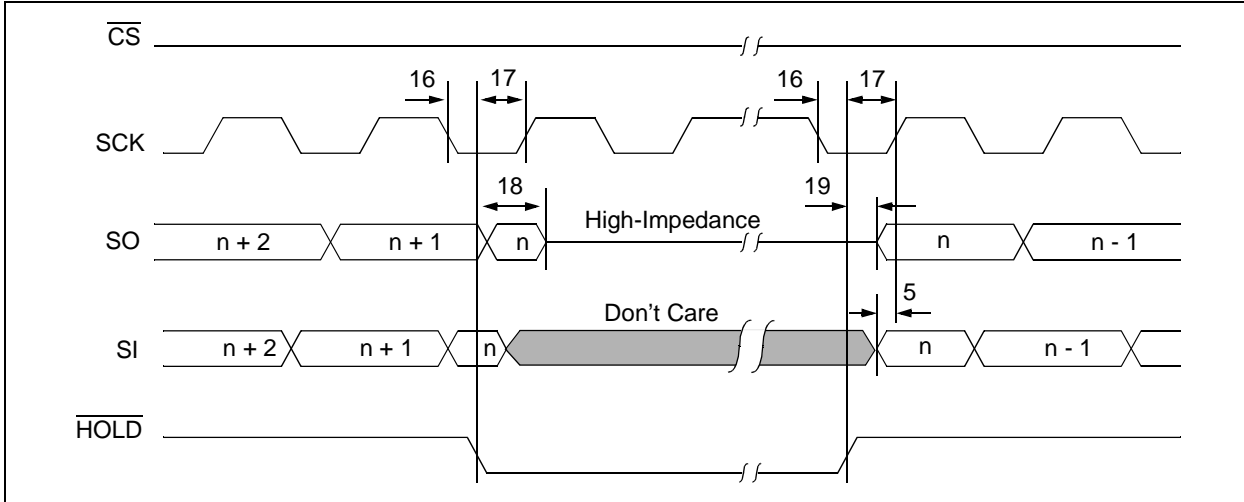 CS
16 17 16 17
SCK
18 19
High-Impedance
SO n + 2 n + 1 n n n - 1
5
Don't Care
SI n + 2 n + 1 n n n - 1
HOLD